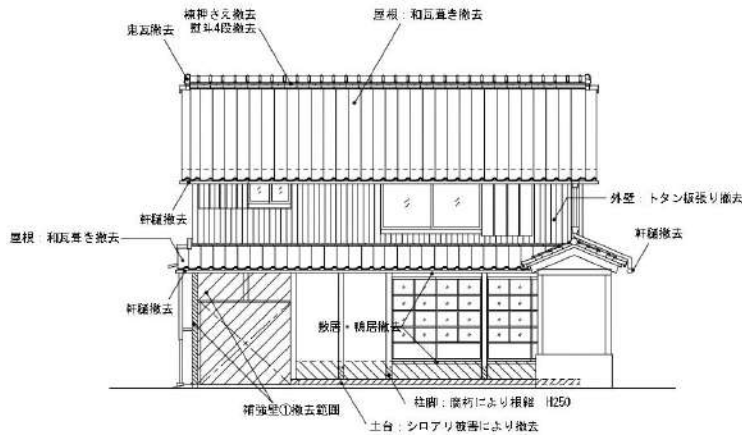 棟押さえ撤去
熨斗4段撤去
屋根：和瓦葺き撤去
鬼瓦撤去
軒樋撤去
外壁：トタン板張り撤去
屋根：和瓦葺き撤去
軒樋撤去
軒樋撤去
敷居・鴨居撤去
補強壁①撤去範囲
柱脚：腐朽により根継　H250
土台：シロアリ被害により撤去